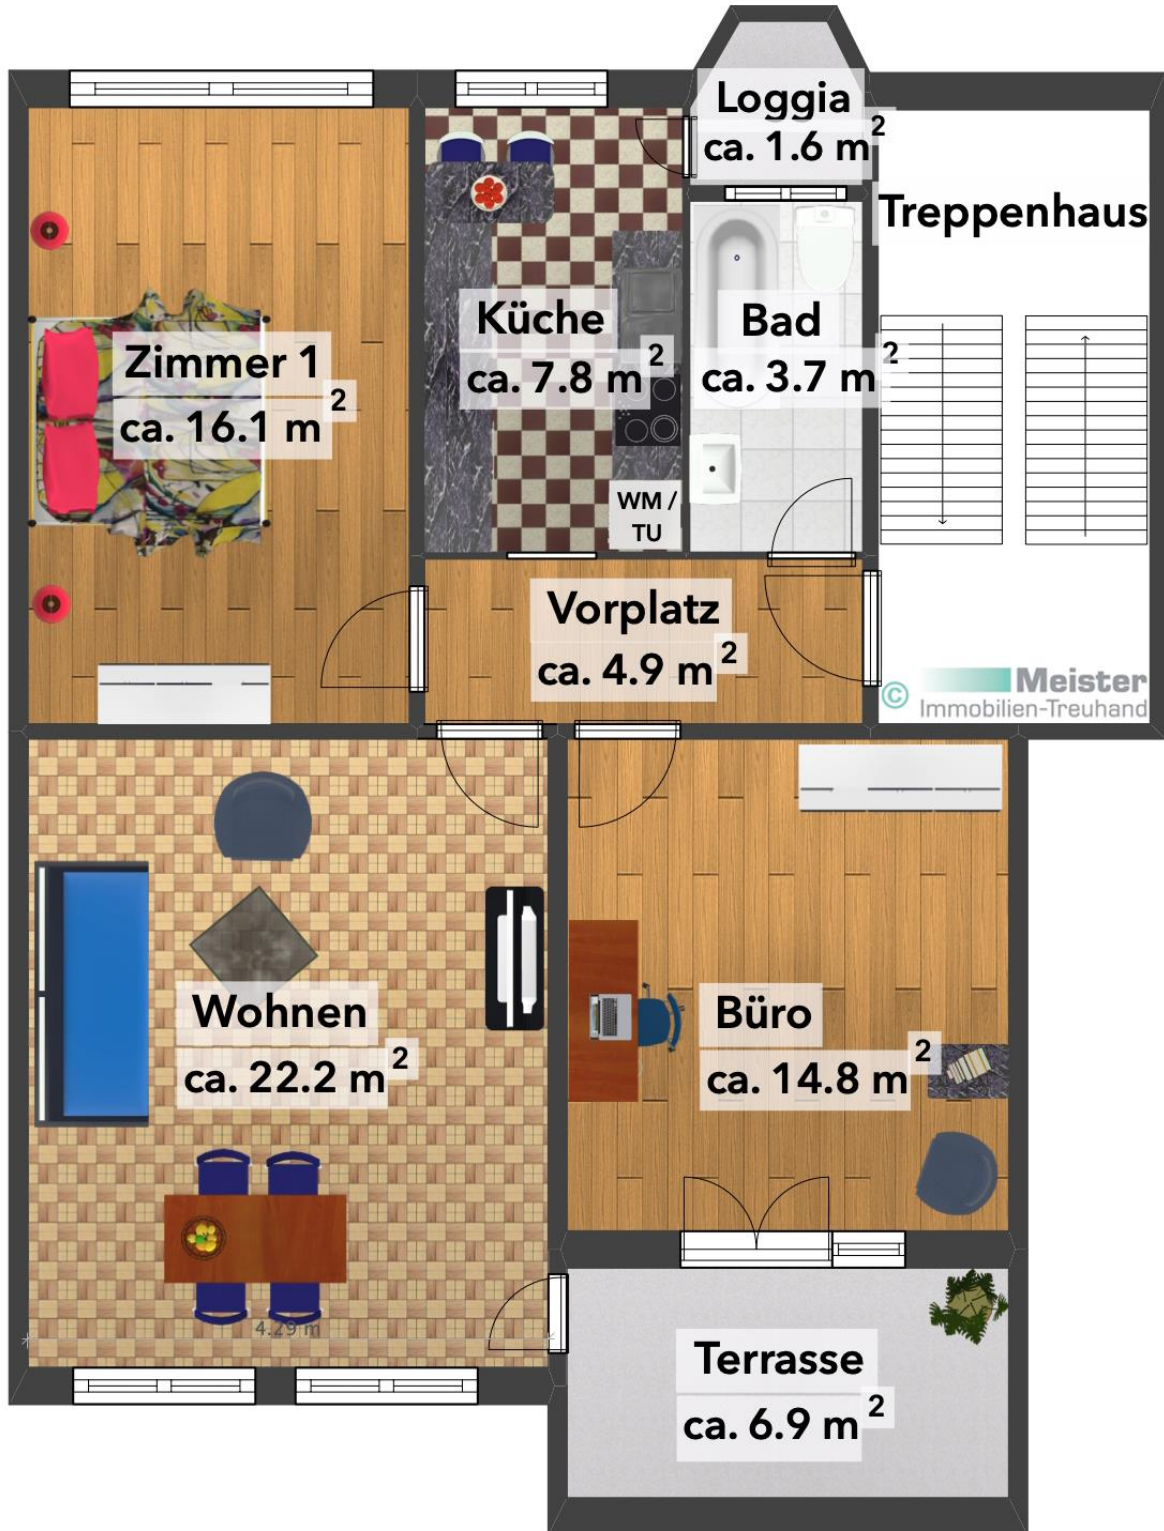 Loggia
ca. 1.6 m²
Treppenhaus
Küche
ca. 7.8 m²
Bad
ca. 3.7 m²
Zimmer 1
ca. 16.1 m²
WM /
TU
Vorplatz
ca. 4.9 m²
© Meister
Immobilien-Treuhand
Wohnen
ca. 22.2 m²
Büro
ca. 14.8 m²
4.29 m
Terrasse
ca. 6.9 m²